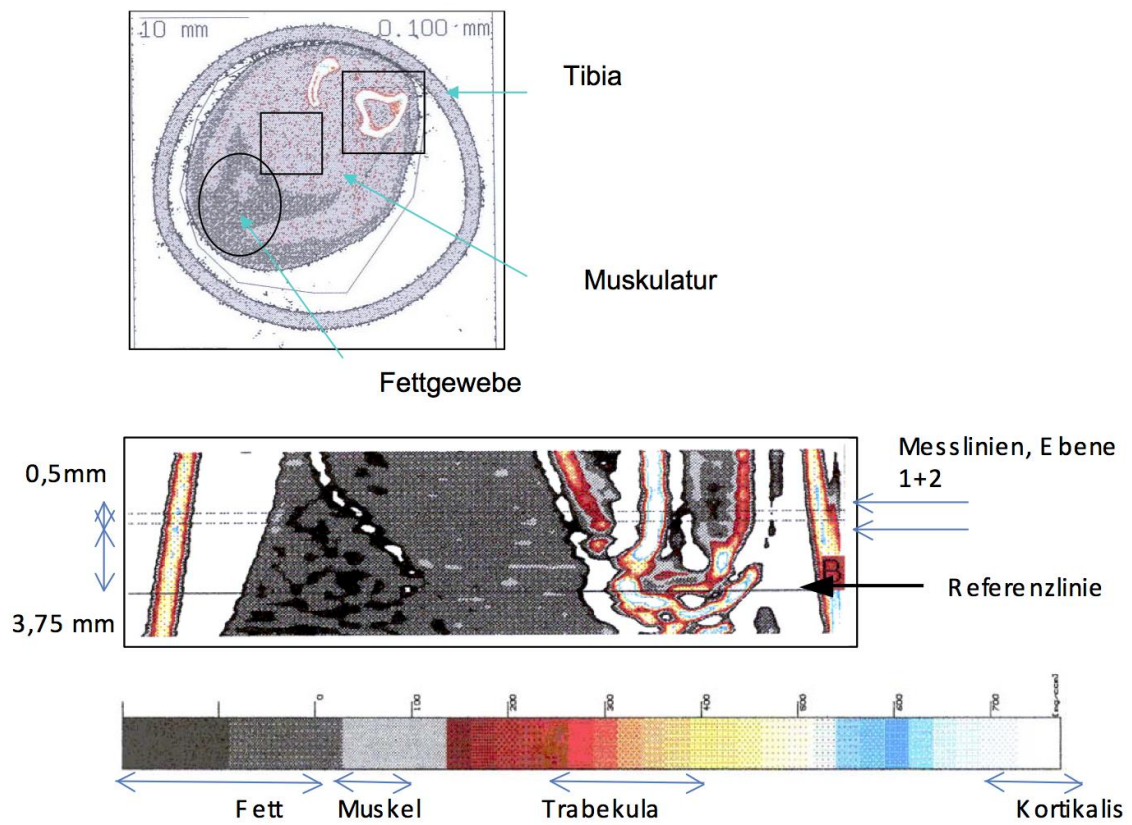 10 mm 0.100 mm
Tibia
Muskulatur
Fettgewebe
0,5mm
Messlinien, Ebene
1+2
B
Referenzlinie
3,75 mm
0 100 200 300 400 500 600 700
Fett Muskel Trabekula Kortikalis